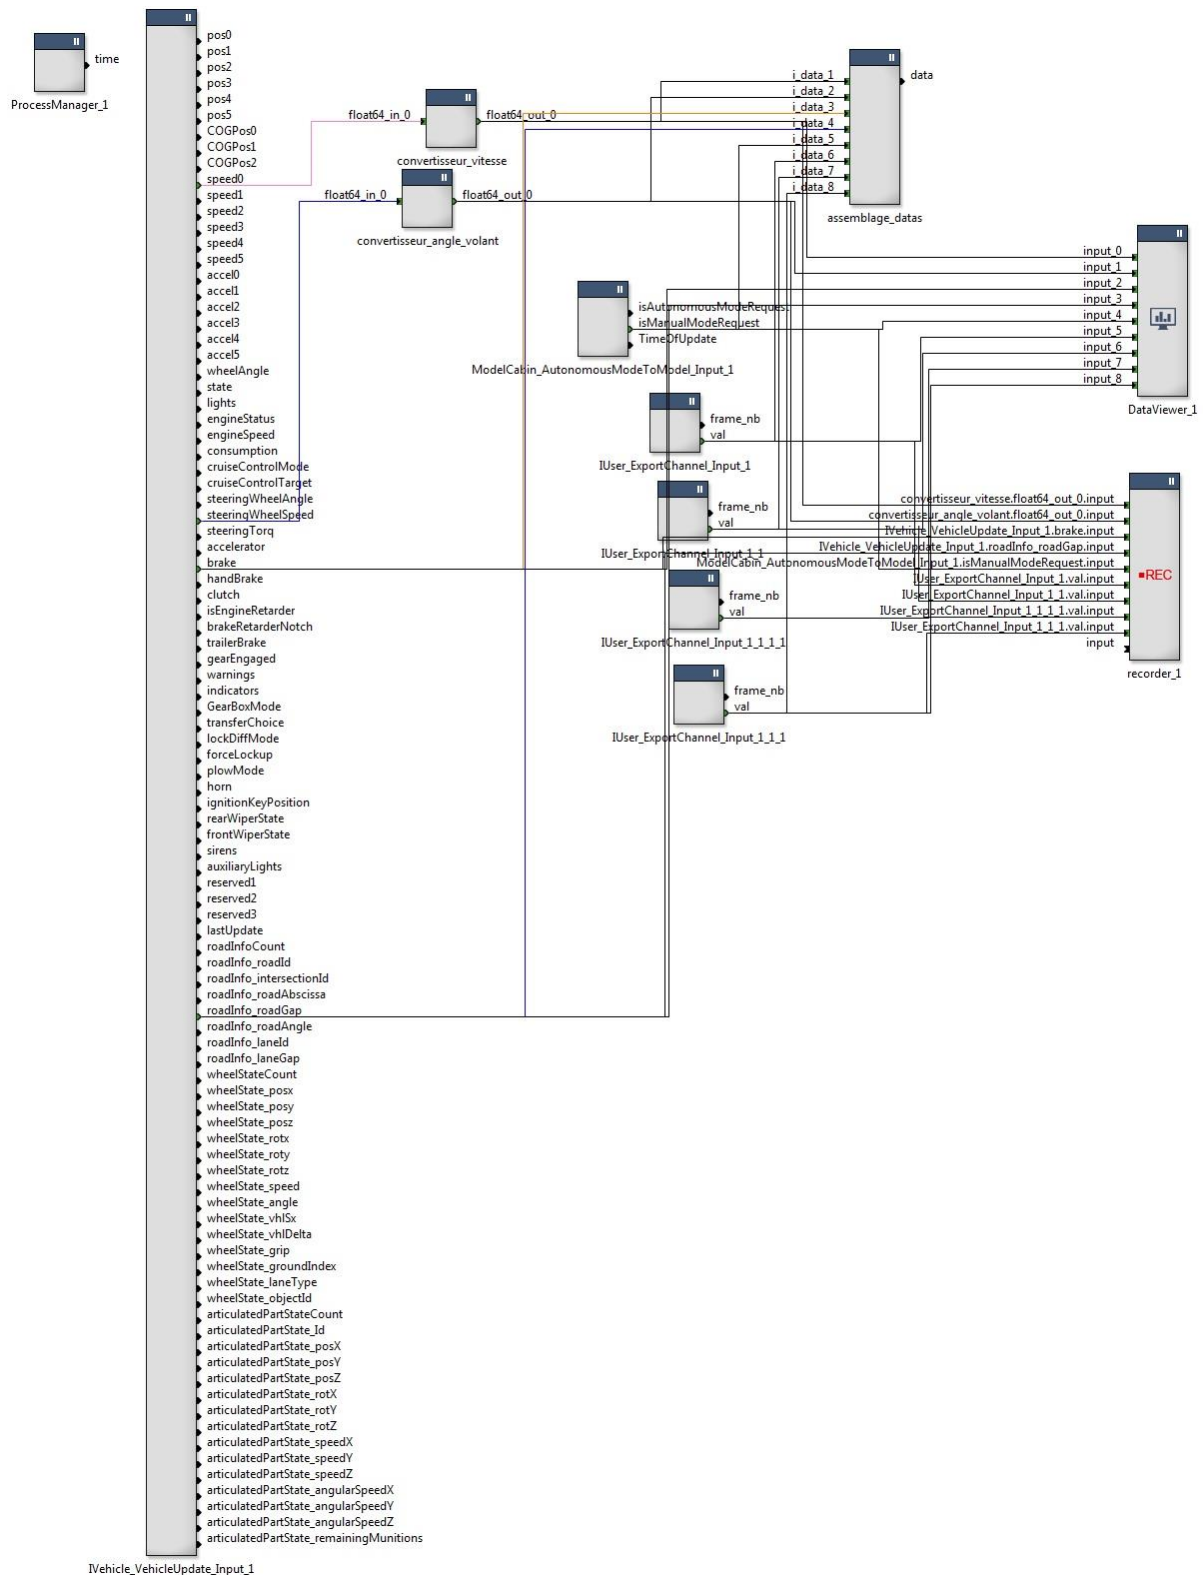 time
ProcessManager_1
pos0
pos1
pos2
pos3
pos4
pos5
COGPos0
COGPos1
COGPos2
speed0
speed1
speed2
speed3
speed4
speed5
accel0
accel1
accel2
accel3
accel4
accel5
wheelAngle
state
lights
engineStatus
engineSpeed
consumption
cruiseControlMode
cruiseControlTarget
steeringWheelAngle
steeringWheelSpeed
steeringTorq
accelerator
brake
handBrake
clutch
isEngineRetarder
brakeRetarderNotch
trailerBrake
gearEngaged
warnings
indicators
GearBoxMode
transferChoice
lockDiffMode
forceLockup
plowMode
horn
ignitionKeyPosition
rearWiperState
frontWiperState
sirens
auxiliaryLights
reserved1
reserved2
reserved3
lastUpdate
roadInfoCount
roadInfo_roadId
roadInfo_intersectionId
roadInfo_roadAbscissa
roadInfo_roadGap
roadInfo_roadAngle
roadInfo_laneId
roadInfo_laneGap
wheelStateCount
wheelState_posx
wheelState_posy
wheelState_posz
wheelState_rotx
wheelState_roty
wheelState_rotz
wheelState_speed
wheelState_angle
wheelState_vhlSx
wheelState_vhlDelta
wheelState_grip
wheelState_groundIndex
wheelState_laneType
wheelState_objectId
articulatedPartStateCount
articulatedPartState_Id
articulatedPartState_posX
articulatedPartState_posY
articulatedPartState_posZ
articulatedPartState_rotX
articulatedPartState_rotY
articulatedPartState_rotZ
articulatedPartState_speedX
articulatedPartState_speedY
articulatedPartState_speedZ
articulatedPartState_angularSpeedX
articulatedPartState_angularSpeedY
articulatedPartState_angularSpeedZ
articulatedPartState_remainingMunitions
IVehicle_VehicleUpdate_Input_1
float64_in_0
float64_out_0
convertisseur_vitesse
float64_in_0
float64_out_0
convertisseur_angle_volant
i_data_1
i_data_2
i_data_3
i_data_4
i_data_5
i_data_6
i_data_7
i_data_8
data
assemblage_datas
isAutonomousModeRequest
isManualModeRequest
TimeOfUpdate
ModelCabin_AutonomousModeToModel_Input_1
frame_nb
val
IUser_ExportChannel_Input_1
frame_nb
val
IUser_ExportChannel_Input_1_1
frame_nb
val
IUser_ExportChannel_Input_1_1_1_1
frame_nb
val
IUser_ExportChannel_Input_1_1_1
input_0
input_1
input_2
input_3
input_4
input_5
input_6
input_7
input_8
DataViewer_1
convertisseur_vitesse.float64_out_0.input
convertisseur_angle_volant.float64_out_0.input
IVehicle_VehicleUpdate_Input_1.brake.input
IVehicle_VehicleUpdate_Input_1.roadInfo_roadGap.input
ModelCabin_AutonomousModeToModel_Input_1.isManualModeRequest.input
IUser_ExportChannel_Input_1.val.input
IUser_ExportChannel_Input_1_1.val.input
IUser_ExportChannel_Input_1_1_1_1.val.input
IUser_ExportChannel_Input_1_1_1.val.input
input
REC
recorder_1